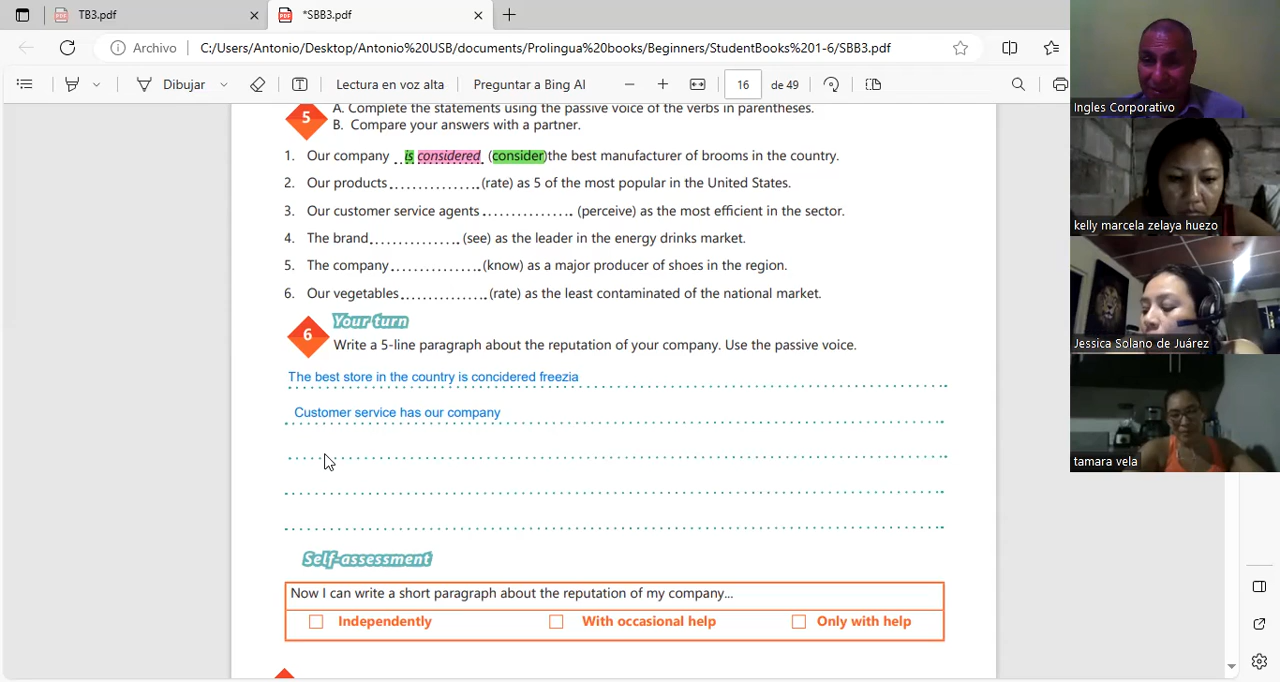 TB3.pdf
*SBB3.pdf
Archivo
C:/Users/Antonio/Desktop/Antonio%20USB/documents/Prolingua%20books/Beginners/StudentBooks%201-6/SBB3.pdf
Dibujar
Lectura en voz alta
Preguntar a Bing AI
16
de 49
5
A. Complete the statements using the passive voice of the verbs in parentheses.
B. Compare your answers with a partner.
1. Our company ..is considered. (consider)the best manufacturer of brooms in the country.
2. Our products............... (rate) as 5 of the most popular in the United States.
3. Our customer service agents ............... (perceive) as the most efficient in the sector.
4. The brand............... (see) as the leader in the energy drinks market.
5. The company............... (know) as a major producer of shoes in the region.
6. Our vegetables............... (rate) as the least contaminated of the national market.
6
Your turn
Write a 5-line paragraph about the reputation of your company. Use the passive voice.
The best store in the country is concidered freezia
Customer service has our company
Self-assessment
Now I can write a short paragraph about the reputation of my company...
Independently
With occasional help
Only with help
Ingles Corporativo
kelly marcela zelaya huezo
Jessica Solano de Juárez
tamara vela